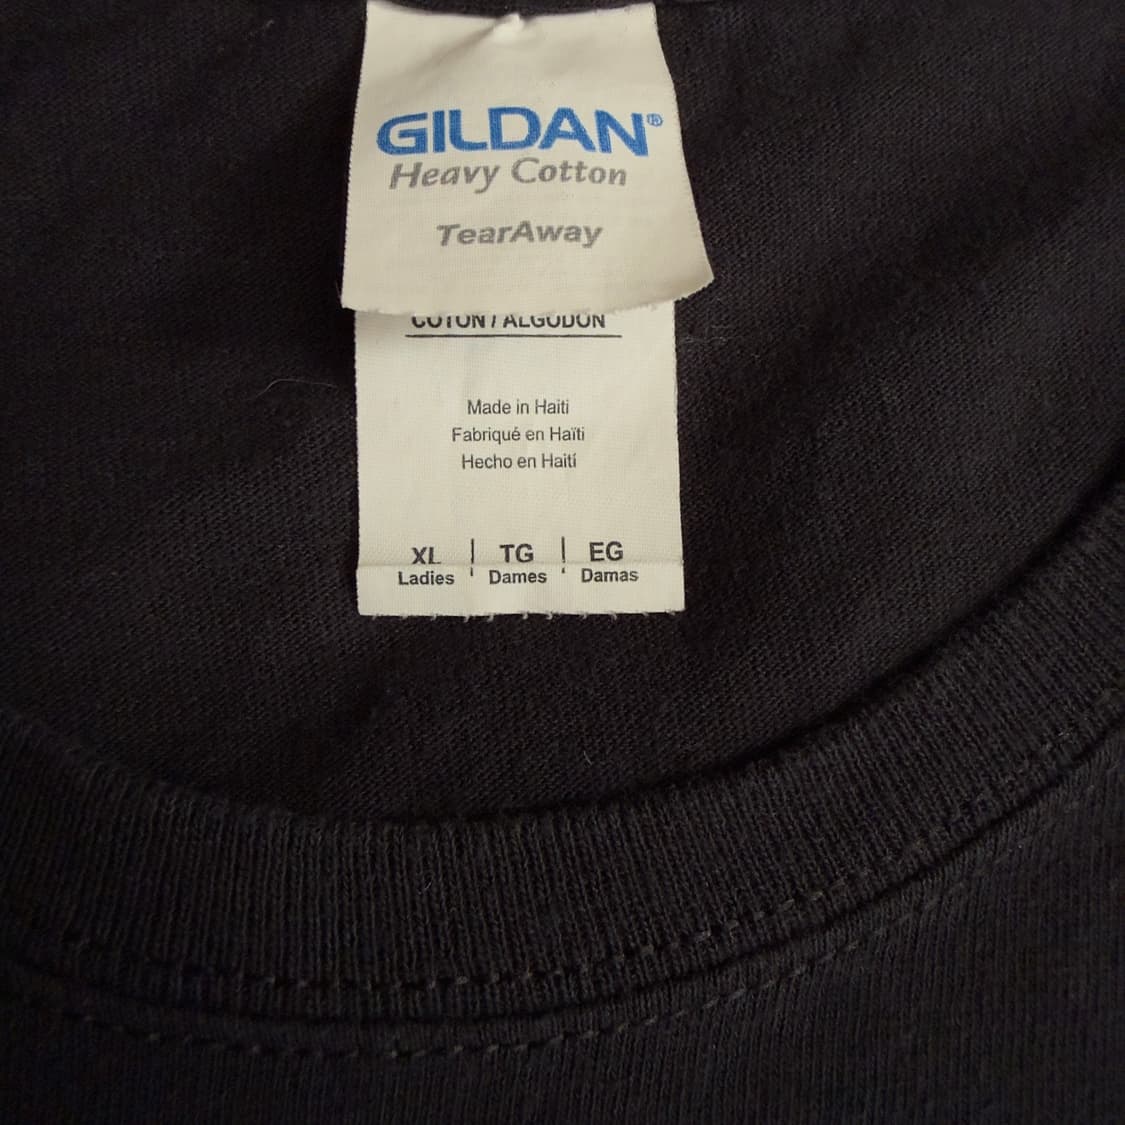 GILDAN®
Heavy Cotton
TearAway
COTON / ALGODON
Made in Haiti
Fabriqué en Haïti
Hecho en Haití
XL | TG | EG
Ladies Dames Damas